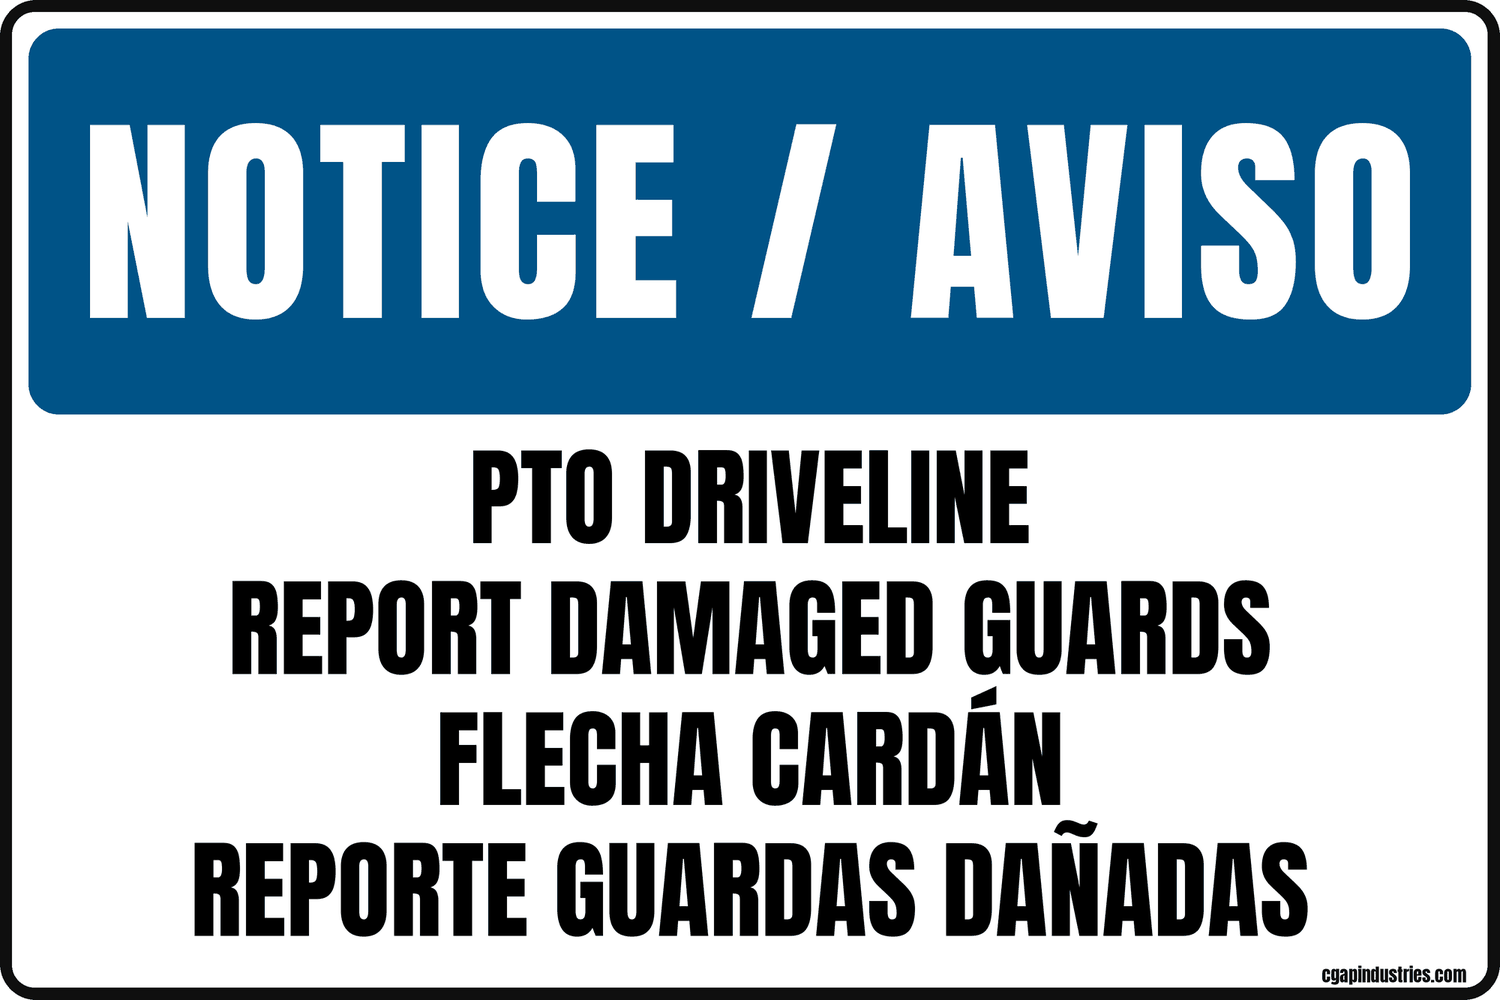 NOTICE / AVISO
PTO DRIVELINE
REPORT DAMAGED GUARDS
FLECHA CARDÁN
REPORTE GUARDAS DAÑADAS
cgapindustries.com